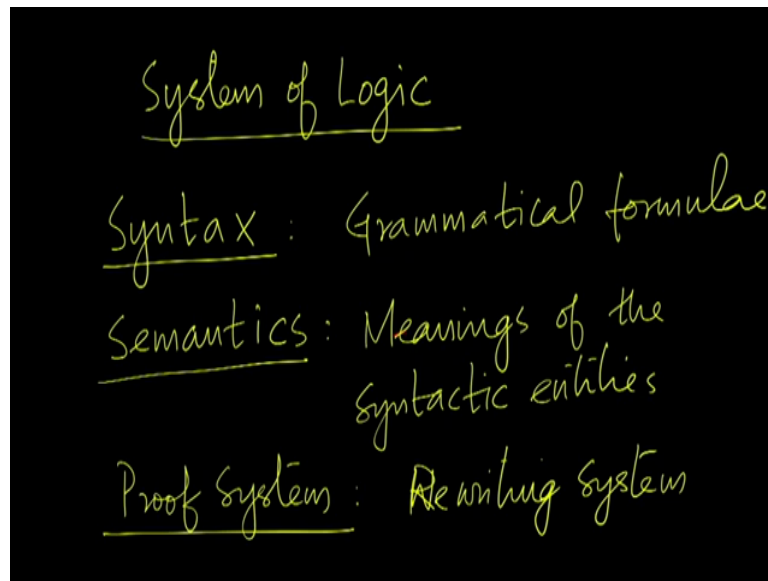 System of Logic
Syntax : Grammatical formulae
Semantics : Meanings of the
syntactic entities
Proof System : Rewriting System